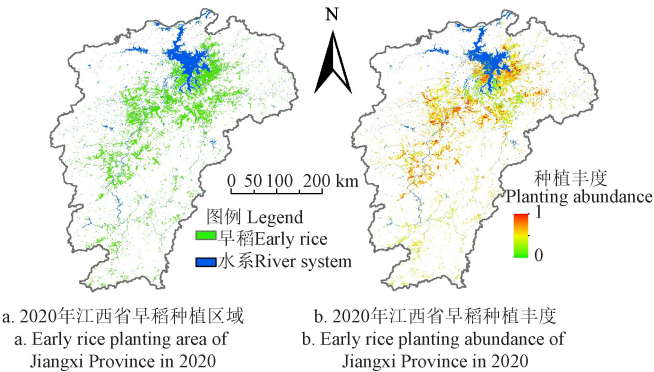 N
0 50 100 200 km
图例 Legend
早稻Early rice
水系River system
种植丰度
Planting abundance
1
0
a. 2020年江西省早稻种植区域
a. Early rice planting area of
Jiangxi Province in 2020
b. 2020年江西省早稻种植丰度
b. Early rice planting abundance of
Jiangxi Province in 2020